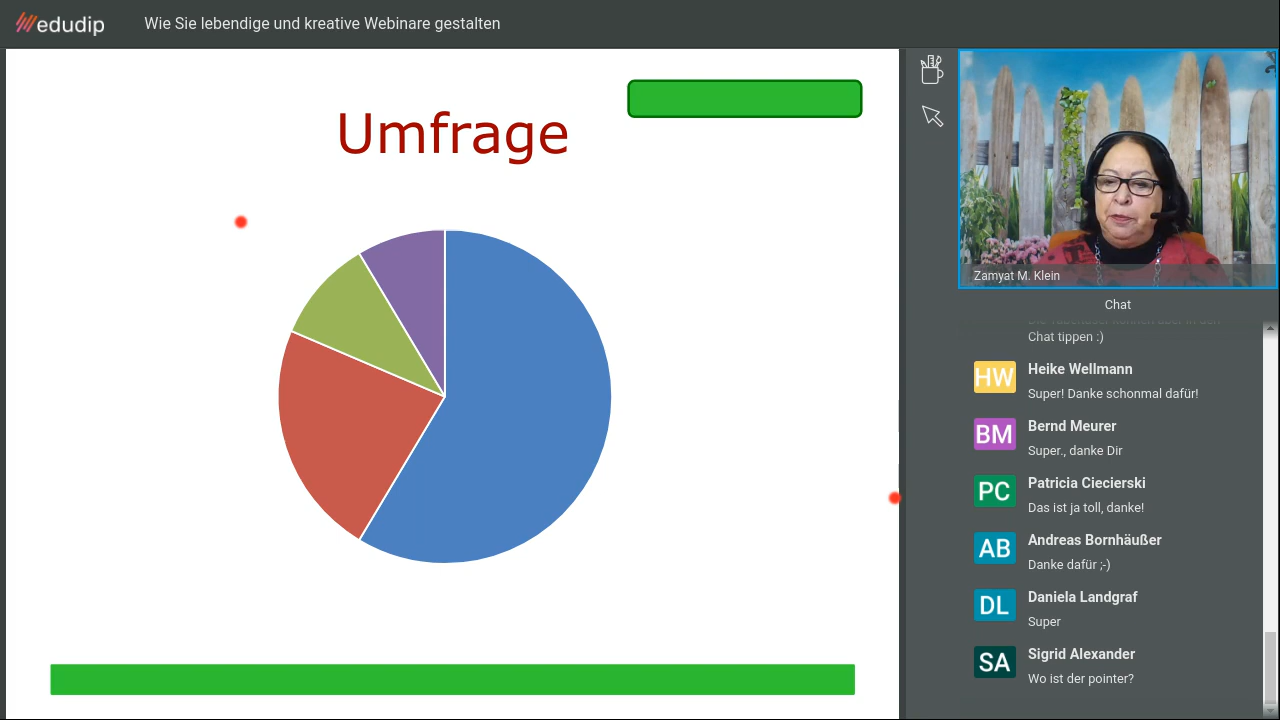 edudip
Wie Sie lebendige und kreative Webinare gestalten
Umfrage
Zamyat M. Klein
Chat
Chat tippen :)
HW
Heike Wellmann
Super! Danke schonmal dafür!
BM
Bernd Meurer
Super., danke Dir
PC
Patricia Ciecierski
Das ist ja toll, danke!
AB
Andreas Bornhäußer
Danke dafür ;-)
DL
Daniela Landgraf
Super
SA
Sigrid Alexander
Wo ist der pointer?